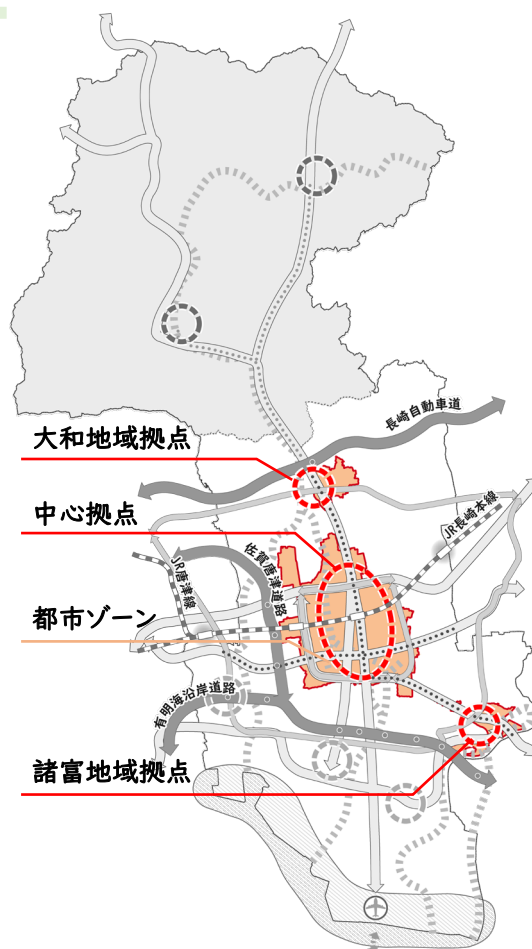 長崎自動車道
大和地域拠点
中心拠点
JR長崎本線
佐賀唐津道路
JR唐津線
都市ゾーン
有明海沿岸道路
諸富地域拠点